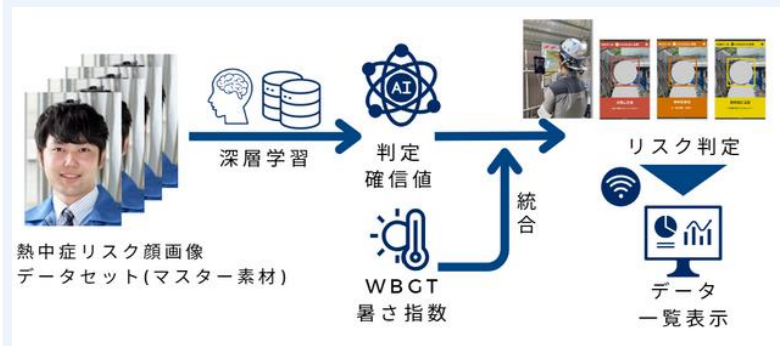 熱中症リスク顔画像
データセット(マスター素材)
深層学習
AI
判定
確信値
WBGT
暑さ指数
統合
リスク判定
データ
一覧表示